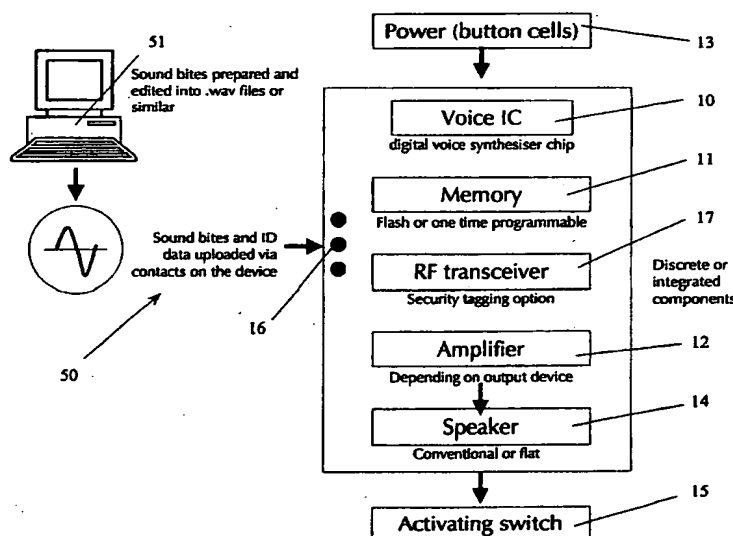 51
Sound bites prepared and
edited into .wav files or
similar
Sound bites and ID
data uploaded via
contacts on the device
50
16
Power (button cells)
13
Voice IC
digital voice synthesiser chip
10
Memory
Flash or one time programmable
11
RF transceiver
Security tagging option
17
Discrete or
integrated
components
Amplifier
Depending on output device
12
Speaker
Conventional or flat
14
Activating switch
15